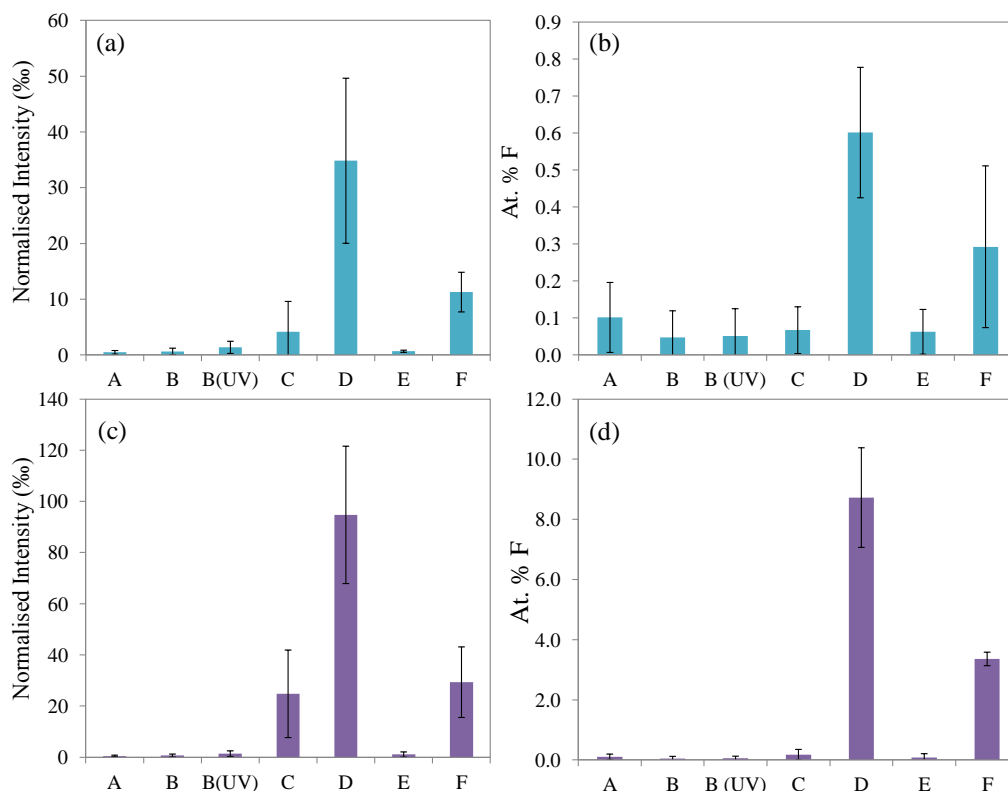 (a)
Normalised Intensity (‰)
60
50
40
30
20
10
0
A B B(UV) C D E F
(b)
At. % F
0.9
0.8
0.7
0.6
0.5
0.4
0.3
0.2
0.1
0.0
A B B (UV) C D E F
(c)
Normalised Intensity (‰)
140
120
100
80
60
40
20
0
A B B(UV) C D E F
(d)
At. % F
12.0
10.0
8.0
6.0
4.0
2.0
0.0
A B B (UV) C D E F